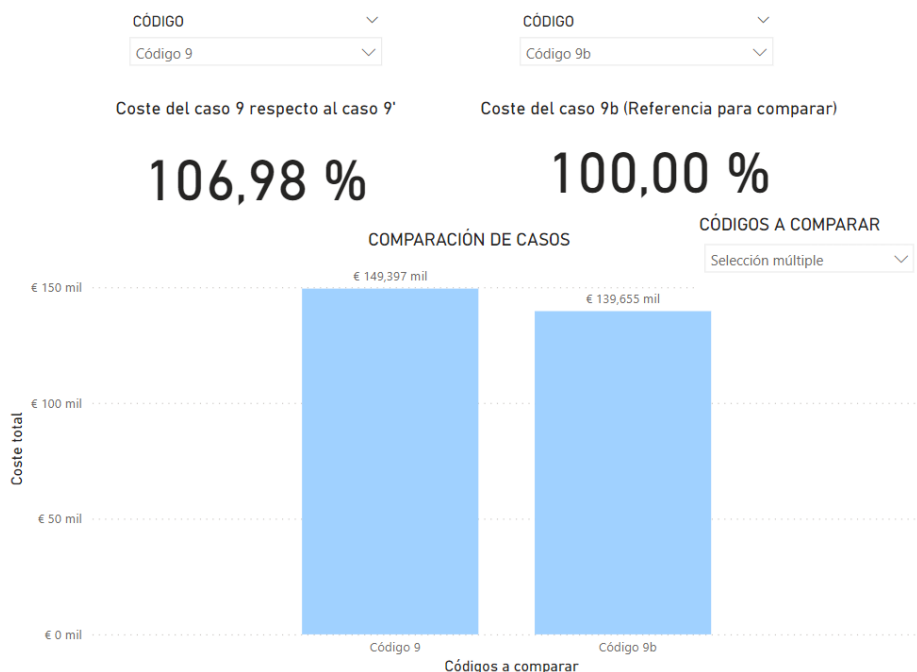 CÓDIGO
Código 9
CÓDIGO
Código 9b
Coste del caso 9 respecto al caso 9'
Coste del caso 9b (Referencia para comparar)
106,98 %
100,00 %
CÓDIGOS A COMPARAR
Selección múltiple
COMPARACIÓN DE CASOS
€ 149,397 mil
€ 139,655 mil
€ 150 mil
€ 100 mil
€ 50 mil
€ 0 mil
Coste total
Código 9
Código 9b
Códigos a comparar